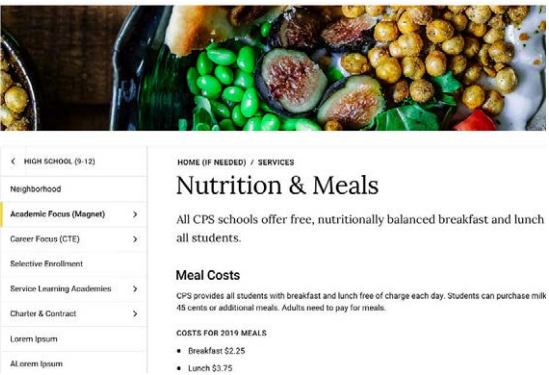 HIGH SCHOOL (9-12)
Neighborhood
Academic Focus (Magnet)
Career Focus (CTE)
Selective Enrollment
Service Learning Academies
Charter & Contract
Lorem Ipsum
ALorem Ipsum
HOME (IF NEEDED) / SERVICES
Nutrition & Meals
All CPS schools offer free, nutritionally balanced breakfast and lunch
all students.
Meal Costs
CPS provides all students with breakfast and lunch free of charge each day. Students can purchase milk
45 cents or additional meals. Adults need to pay for meals.
COSTS FOR 2019 MEALS
Breakfast $2.25
Lunch $3.75